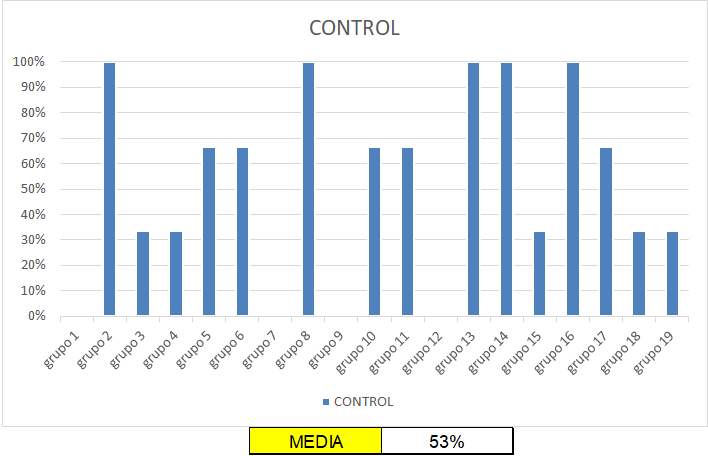 CONTROL
100%
90%
80%
70%
60%
50%
40%
30%
20%
10%
0%
grupo 1
grupo 2
grupo 3
grupo 4
grupo 5
grupo 6
grupo 7
grupo 8
grupo 9
grupo 10
grupo 11
grupo 12
grupo 13
grupo 14
grupo 15
grupo 16
grupo 17
grupo 18
grupo 19
CONTROL
MEDIA 53%